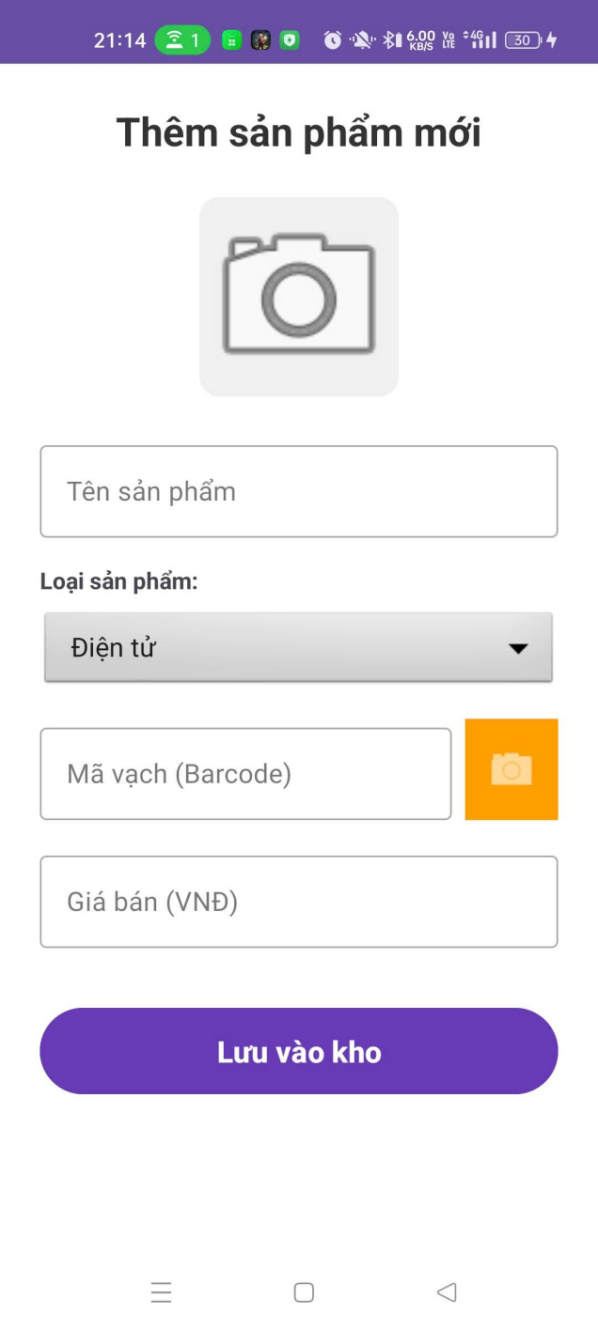 21:14 1 6.00 KB/S Vo LTE 4G 30
Thêm sản phẩm mới
Tên sản phẩm
Loại sản phẩm:
Điện tử
Mã vạch (Barcode)
Giá bán (VNĐ)
Lưu vào kho